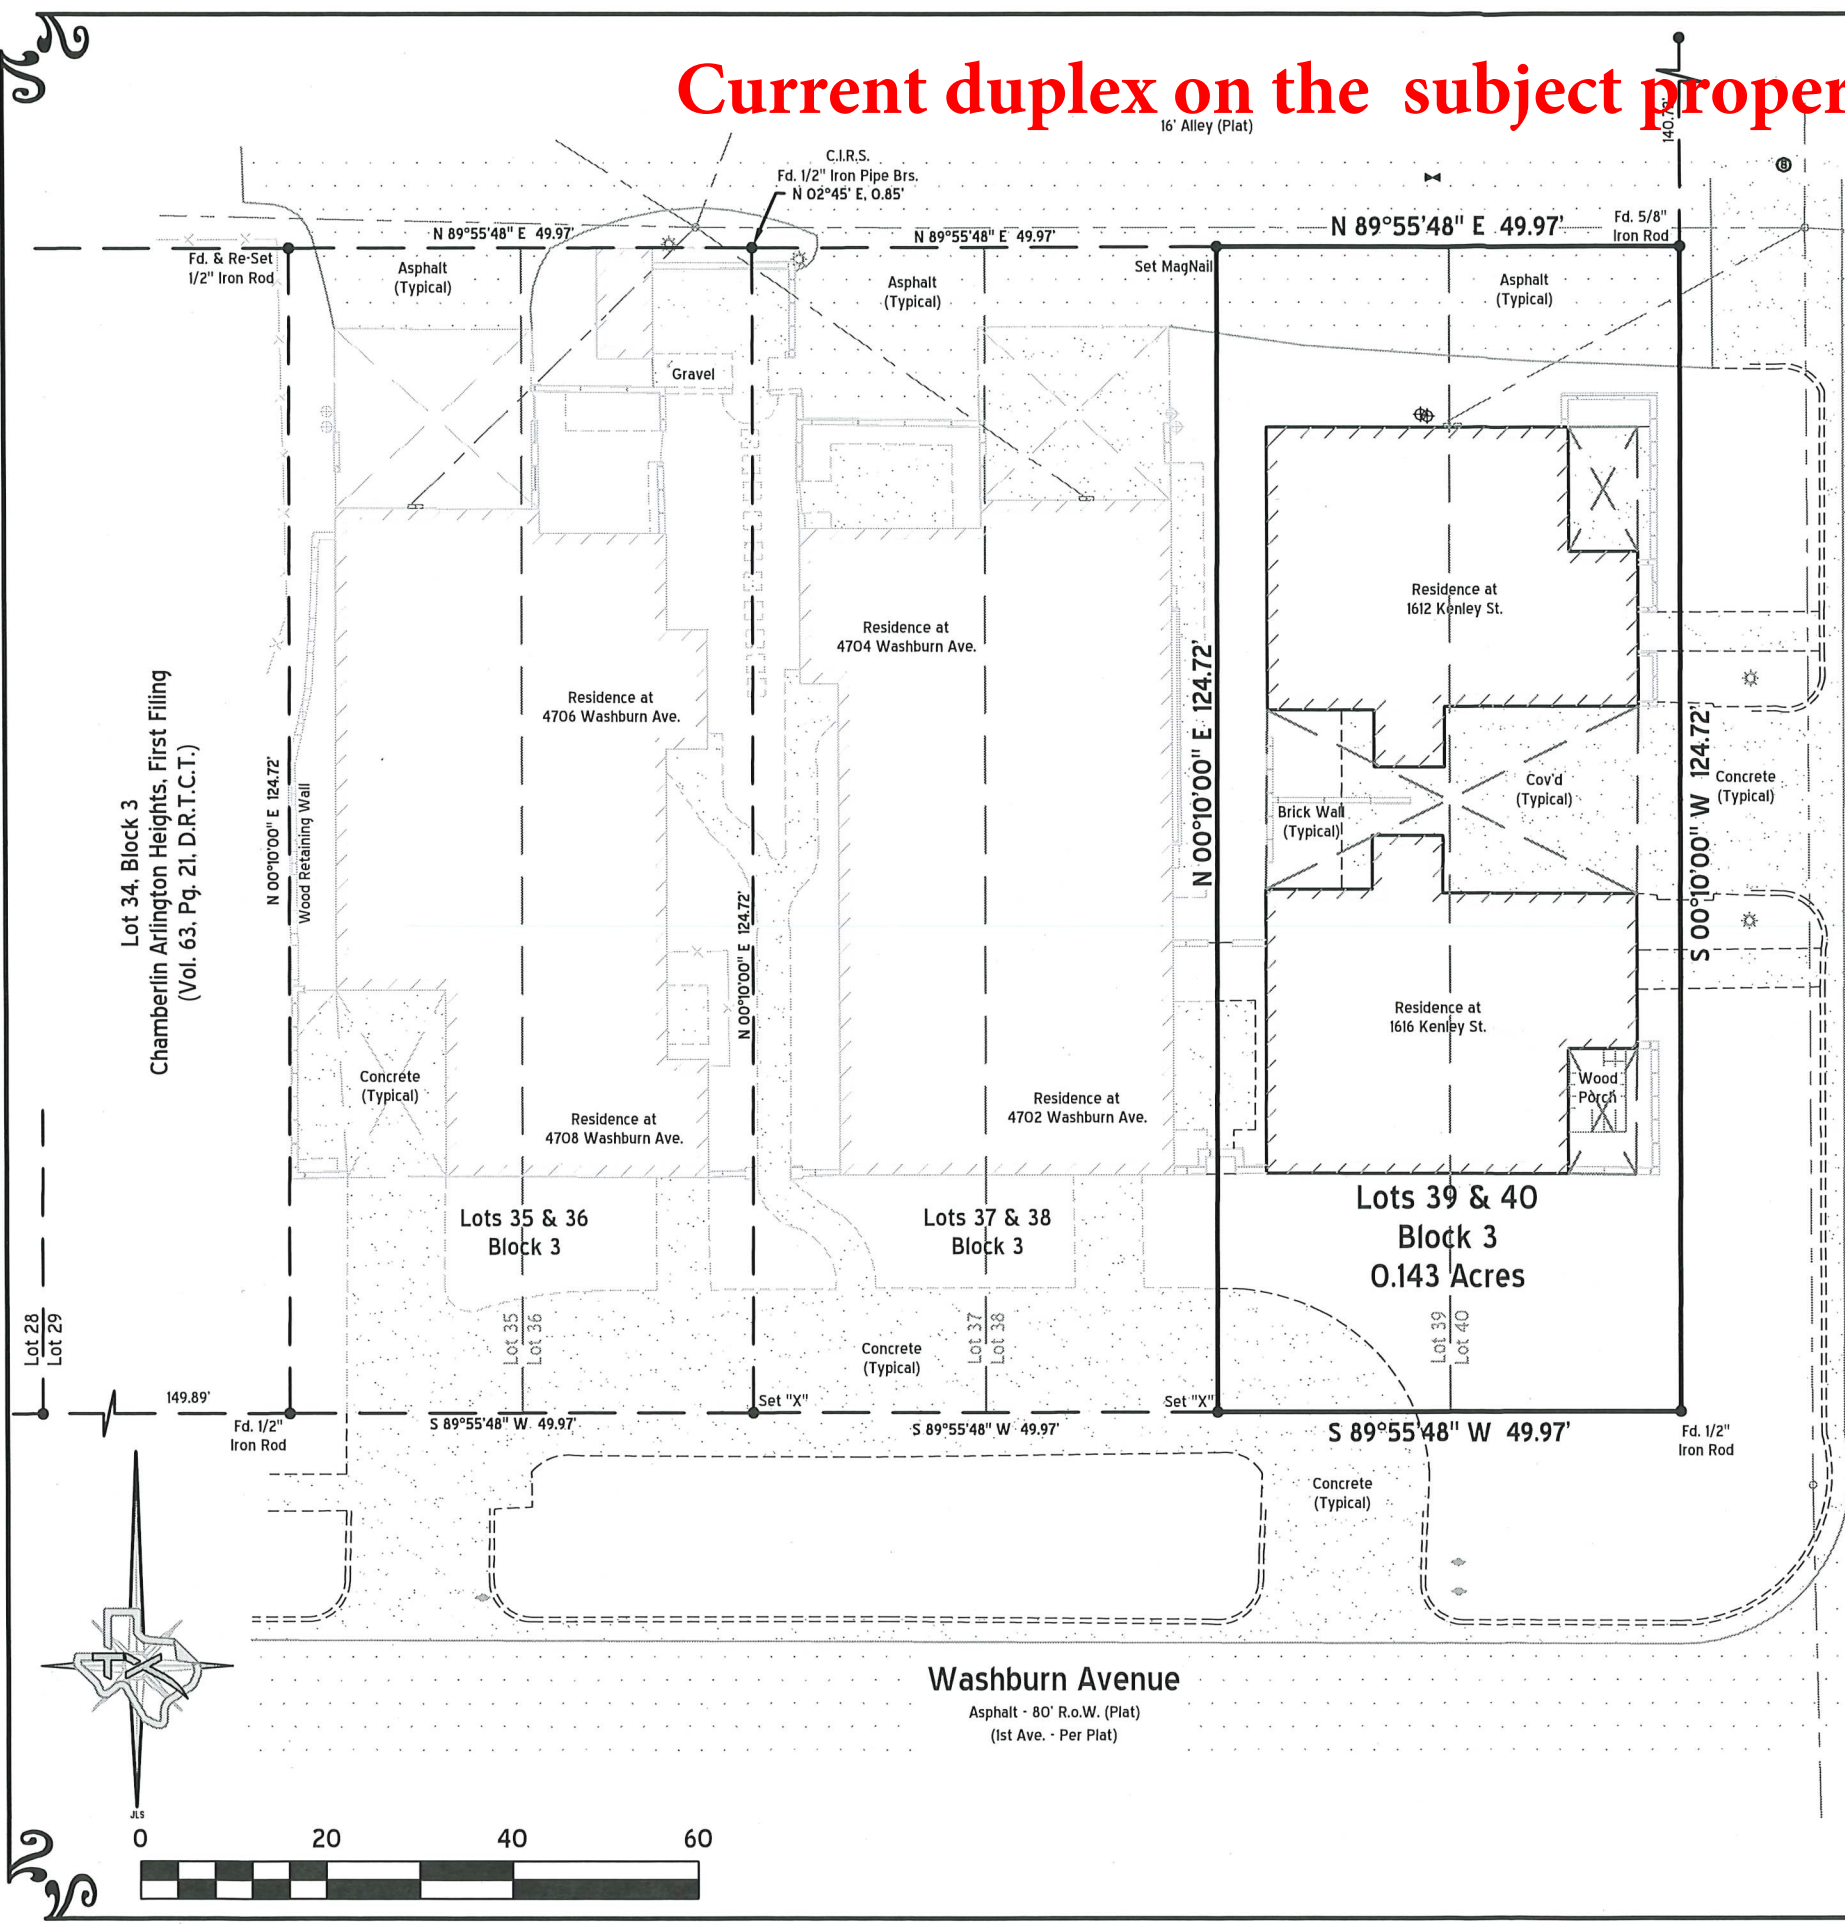 Current duplex on the subject proper
16' Alley (Plat)
140.79'
C.I.R.S.
Fd. 1/2" Iron Pipe Brs.
N 02°45' E, 0.85'
N 89°55'48" E 49.97'
N 89°55'48" E 49.97'
N 89°55'48" E 49.97'
Fd. 5/8"
Iron Rod
Fd. & Re-Set
1/2" Iron Rod
Set MagNail
Asphalt
(Typical)
Asphalt
(Typical)
Asphalt
(Typical)
Gravel
Residence at
1612 Kenley St.
Residence at
4704 Washburn Ave.
Residence at
4706 Washburn Ave.
Lot 34, Block 3
Chamberlin Arlington Heights, First Filing
(Vol. 63, Pg. 21, D.R.T.C.T.)
N 00°10'00" E 124.72'
Wood Retaining Wall
N 00°10'00" E 124.72'
N 00°10'00" E 124.72'
S 00°10'00" W 124.72'
Cov'd
(Typical)
Concrete
(Typical)
Brick Wall
(Typical)
Residence at
1616 Kenley St.
Wood
Porch
Concrete
(Typical)
Residence at
4708 Washburn Ave.
Residence at
4702 Washburn Ave.
Lots 35 & 36
Block 3
Lots 37 & 38
Block 3
Lots 39 & 40
Block 3
0.143 Acres
Lot 28
Lot 29
Lot 35
Lot 36
Lot 37
Lot 38
Lot 39
Lot 40
Concrete
(Typical)
149.89'
Fd. 1/2"
Iron Rod
S 89°55'48" W 49.97'
Set "X"
S 89°55'48" W 49.97'
Set "X"
S 89°55'48" W 49.97'
Fd. 1/2"
Iron Rod
Concrete
(Typical)
TX
JLS
Washburn Avenue
Asphalt - 80' R.o.W. (Plat)
(1st Ave. - Per Plat)
0 20 40 60